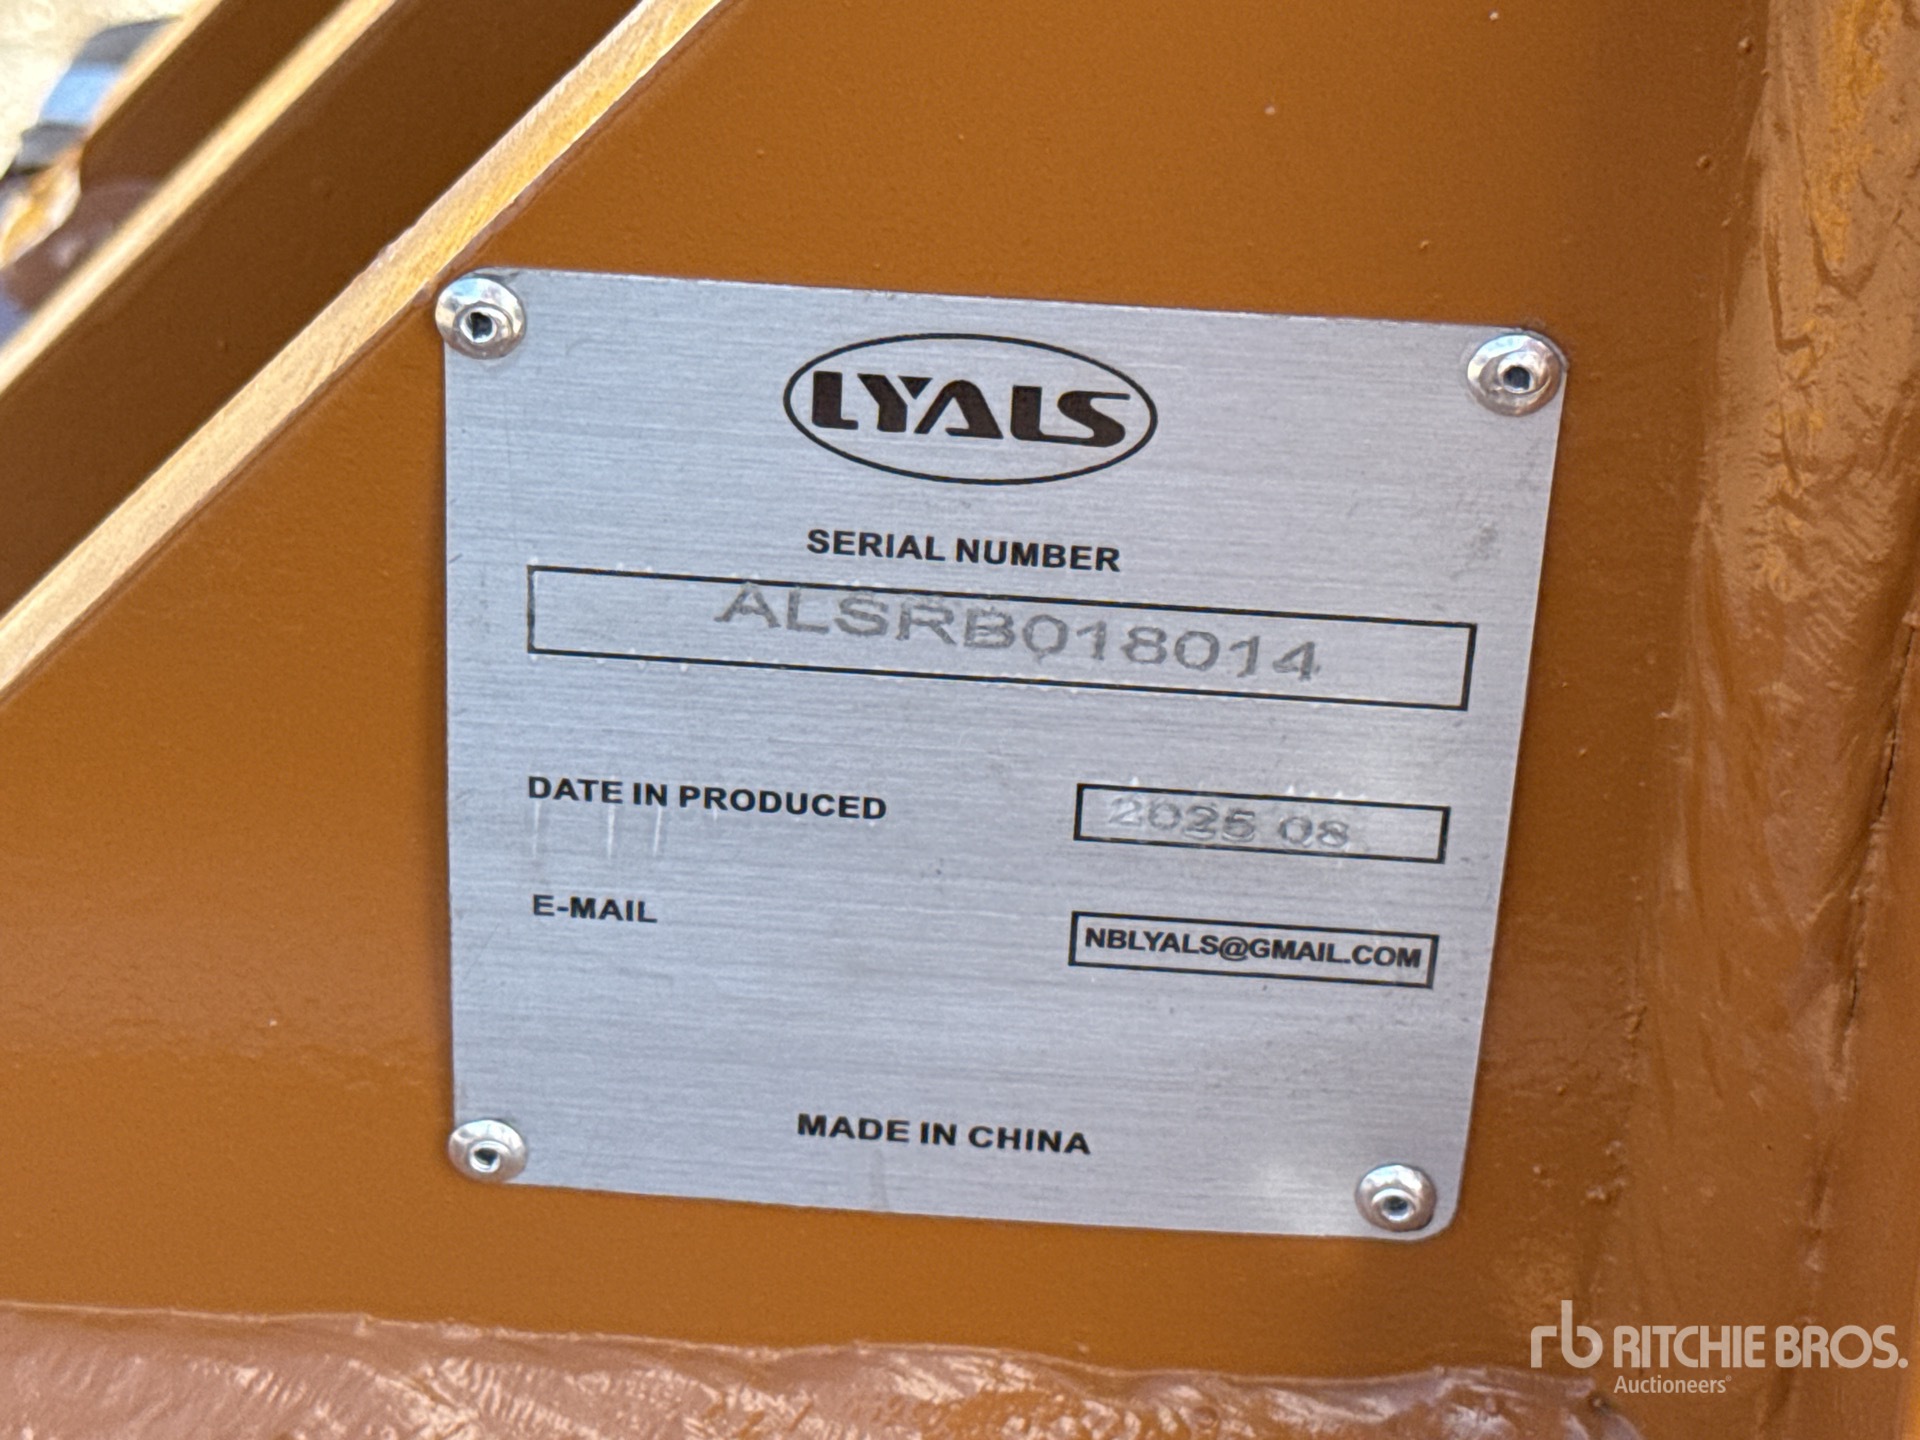 LYALS
SERIAL NUMBER
ALSRB018014
DATE IN PRODUCED 2025 08
E-MAIL NBLYALS@GMAIL.COM
MADE IN CHINA
rb RITCHIE BROS.
Auctioneers